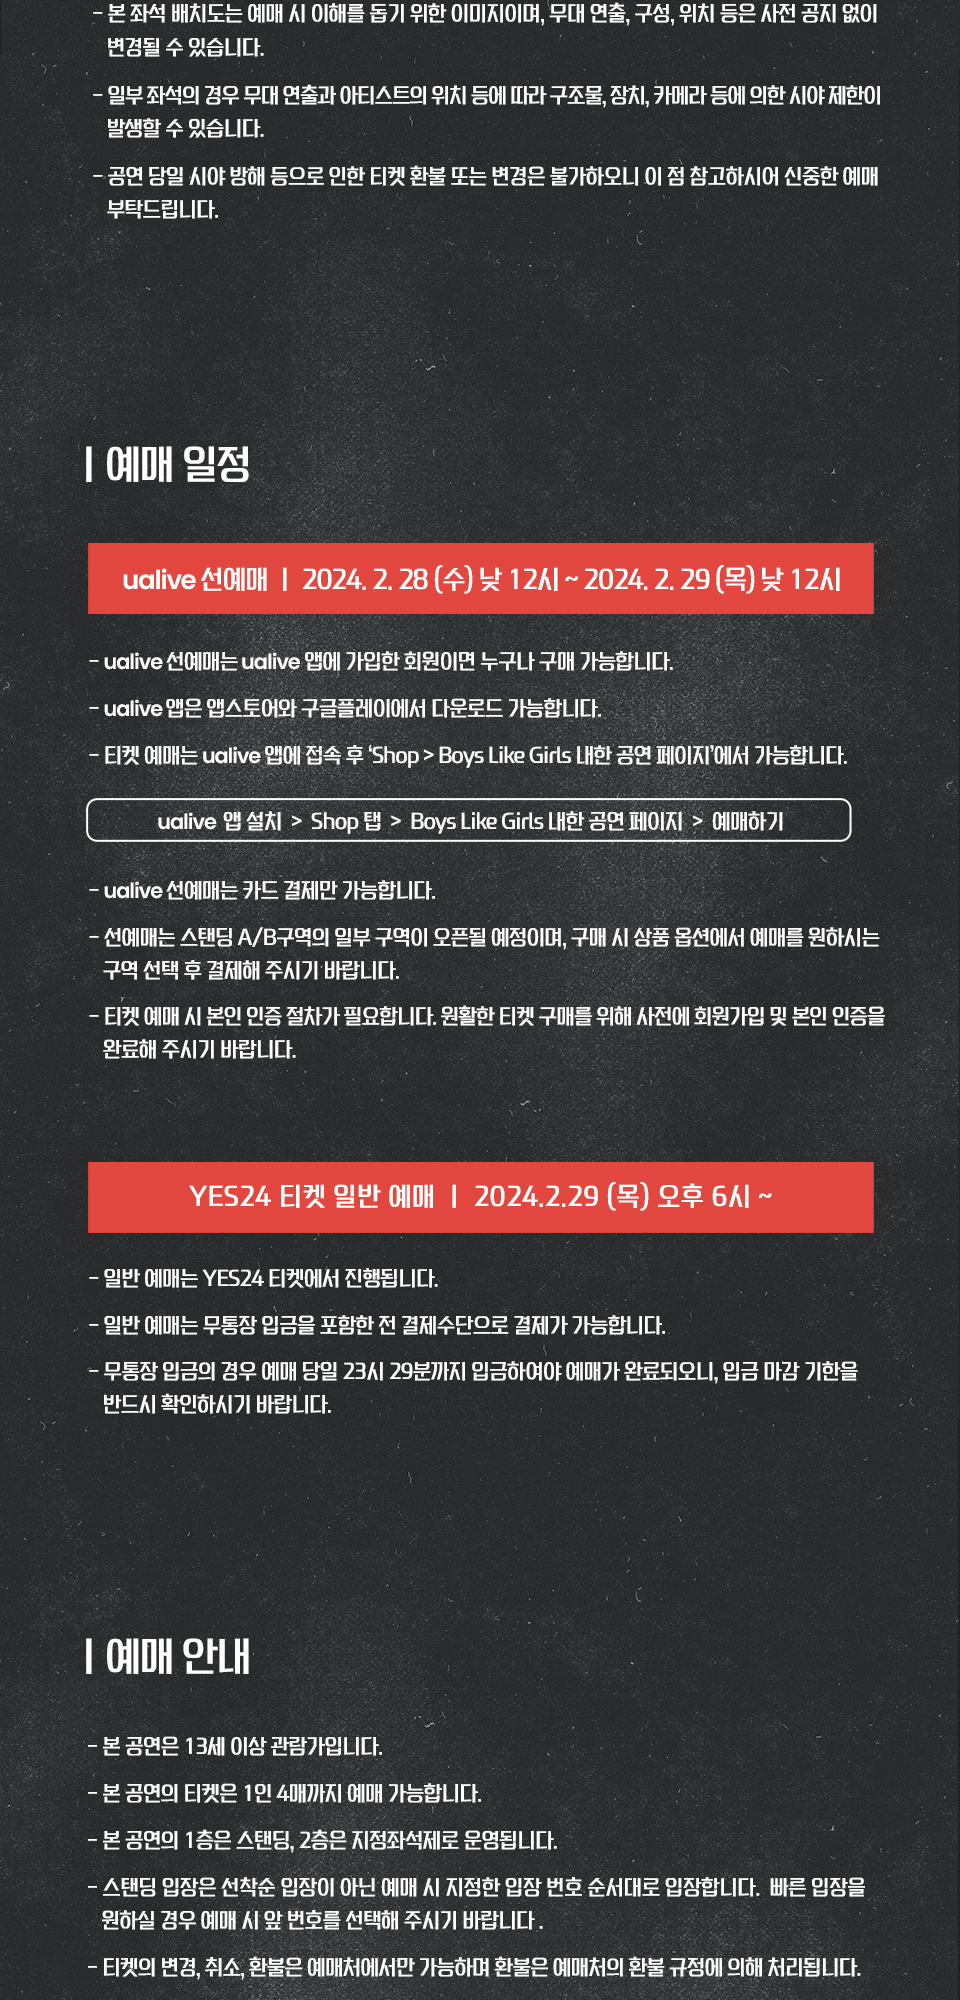 - 본 좌석 배치도는 예매 시 이해를 돕기 위한 이미지이며, 무대 연출, 구성, 위치 등은 사전 공지 없이
변경될 수 있습니다.
- 일부 좌석의 경우 무대 연출과 아티스트의 위치 등에 따라 구조물, 장치, 카메라 등에 의한 시야 제한이
발생할 수 있습니다.
- 공연 당일 시야 방해 등으로 인한 티켓 환불 또는 변경은 불가하오니 이 점 참고하시어 신중한 예매
부탁드립니다.
| 예매 일정
ualive 선예매 | 2024. 2. 28 (수) 낮 12시 ~ 2024. 2. 29 (목) 낮 12시
- ualive 선예매는 ualive 앱에 가입한 회원이면 누구나 구매 가능합니다.
- ualive 앱은 앱스토어와 구글플레이에서 다운로드 가능합니다.
- 티켓 예매는 ualive 앱에 접속 후 ‘Shop > Boys Like Girls 내한 공연 페이지’에서 가능합니다.
ualive 앱 설치 > Shop 탭 > Boys Like Girls 내한 공연 페이지 > 예매하기
- ualive 선예매는 카드 결제만 가능합니다.
- 선예매는 스탠딩 A/B구역의 일부 구역이 오픈될 예정이며, 구매 시 상품 옵션에서 예매를 원하시는
구역 선택 후 결제해 주시기 바랍니다.
- 티켓 예매 시 본인 인증 절차가 필요합니다. 원활한 티켓 구매를 위해 사전에 회원가입 및 본인 인증을
완료해 주시기 바랍니다.
YES24 티켓 일반 예매 | 2024.2.29 (목) 오후 6시 ~
- 일반 예매는 YES24 티켓에서 진행됩니다.
- 일반 예매는 무통장 입금을 포함한 전 결제수단으로 결제가 가능합니다.
- 무통장 입금의 경우 예매 당일 23시 29분까지 입금하여야 예매가 완료되오니, 입금 마감 기한을
반드시 확인하시기 바랍니다.
| 예매 안내
- 본 공연은 13세 이상 관람가입니다.
- 본 공연의 티켓은 1인 4매까지 예매 가능합니다.
- 본 공연의 1층은 스탠딩, 2층은 지정좌석제로 운영됩니다.
- 스탠딩 입장은 선착순 입장이 아닌 예매 시 지정한 입장 번호 순서대로 입장합니다. 빠른 입장을
원하실 경우 예매 시 앞 번호를 선택해 주시기 바랍니다 .
- 티켓의 변경, 취소, 환불은 예매처에서만 가능하며 환불은 예매처의 환불 규정에 의해 처리됩니다.